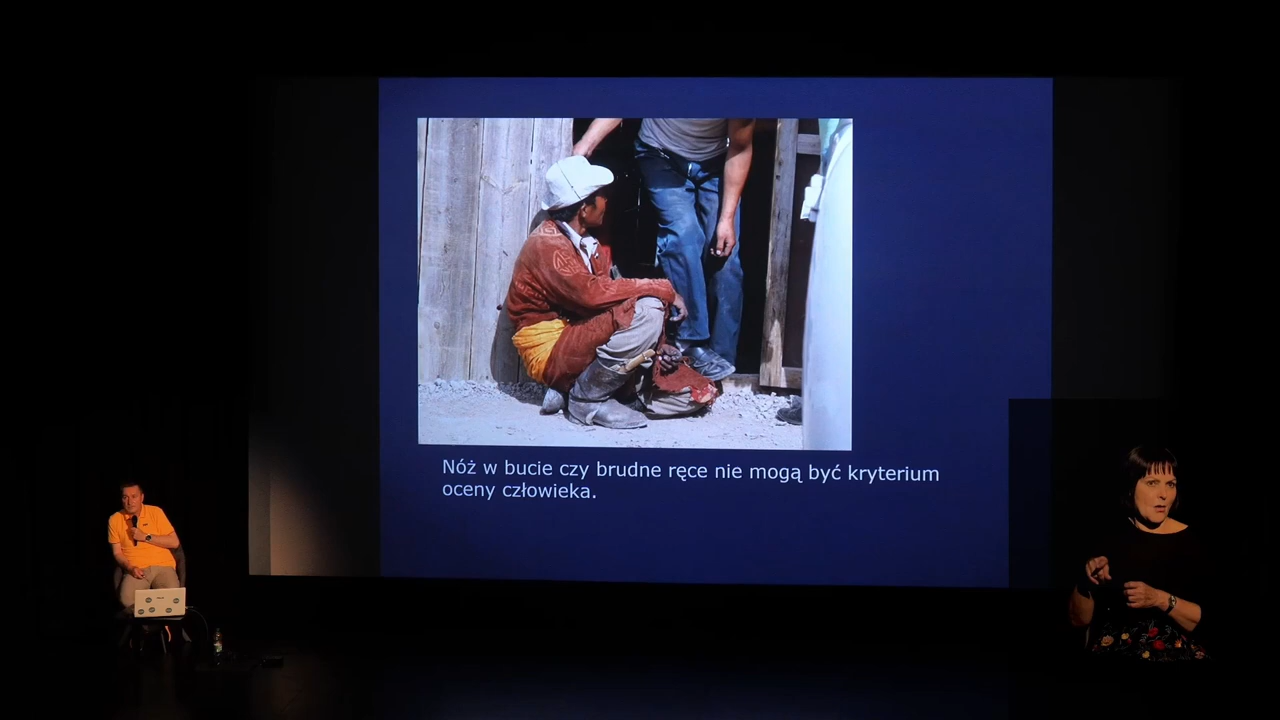 Nóż w bucie czy brudne ręce nie mogą być kryterium
oceny człowieka.